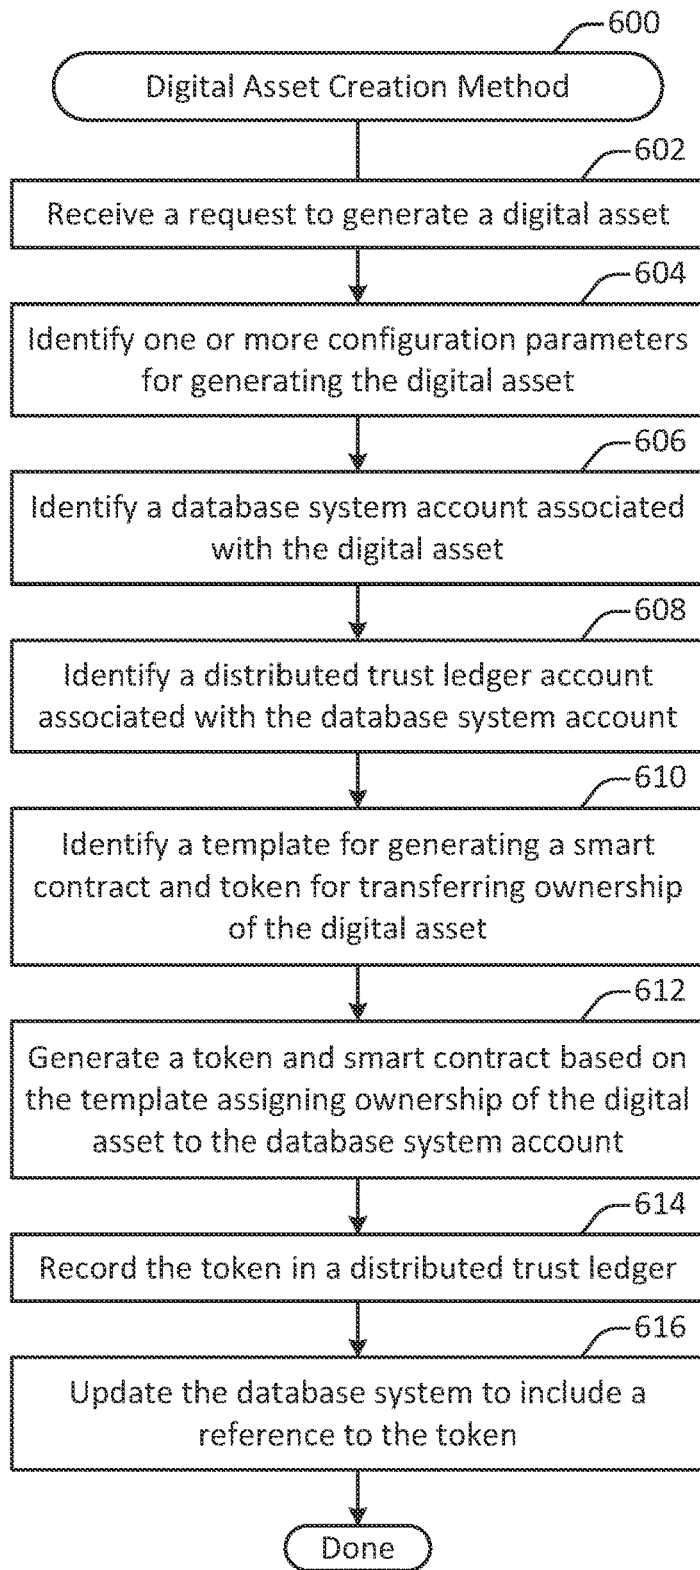 600
Digital Asset Creation Method
602
Receive a request to generate a digital asset
604
Identify one or more configuration parameters
for generating the digital asset
606
Identify a database system account associated
with the digital asset
608
Identify a distributed trust ledger account
associated with the database system account
610
Identify a template for generating a smart
contract and token for transferring ownership
of the digital asset
612
Generate a token and smart contract based on
the template assigning ownership of the digital
asset to the database system account
614
Record the token in a distributed trust ledger
616
Update the database system to include a
reference to the token
Done